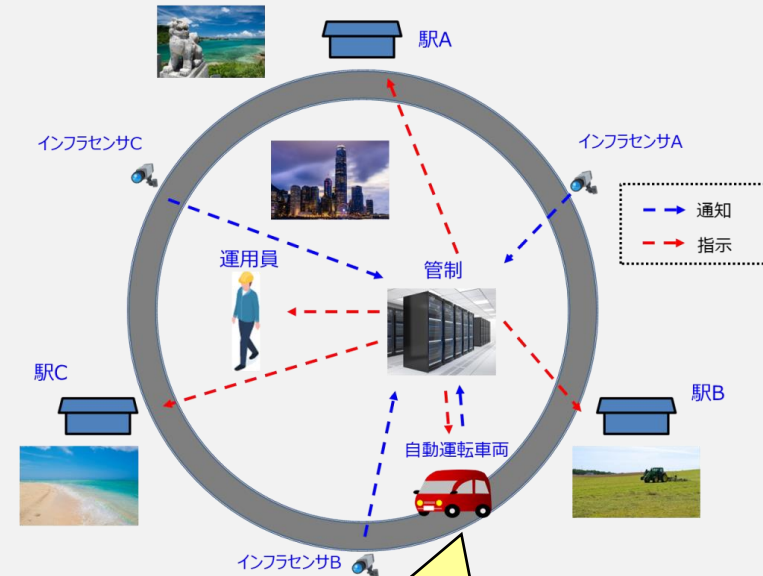 駅A
インフラセンサC
インフラセンサA
通知
指示
運用員
管制
駅C
駅B
自動運転車両
インフラセンサB